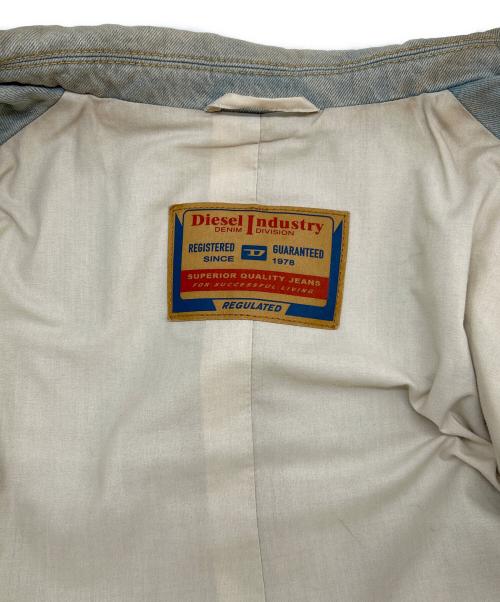 Diesel Industry
DENIM DIVISION
REGISTERED D GUARANTEED
SINCE 1978
SUPERIOR QUALITY JEANS
FOR SUCCESSFUL LIVING
REGULATED